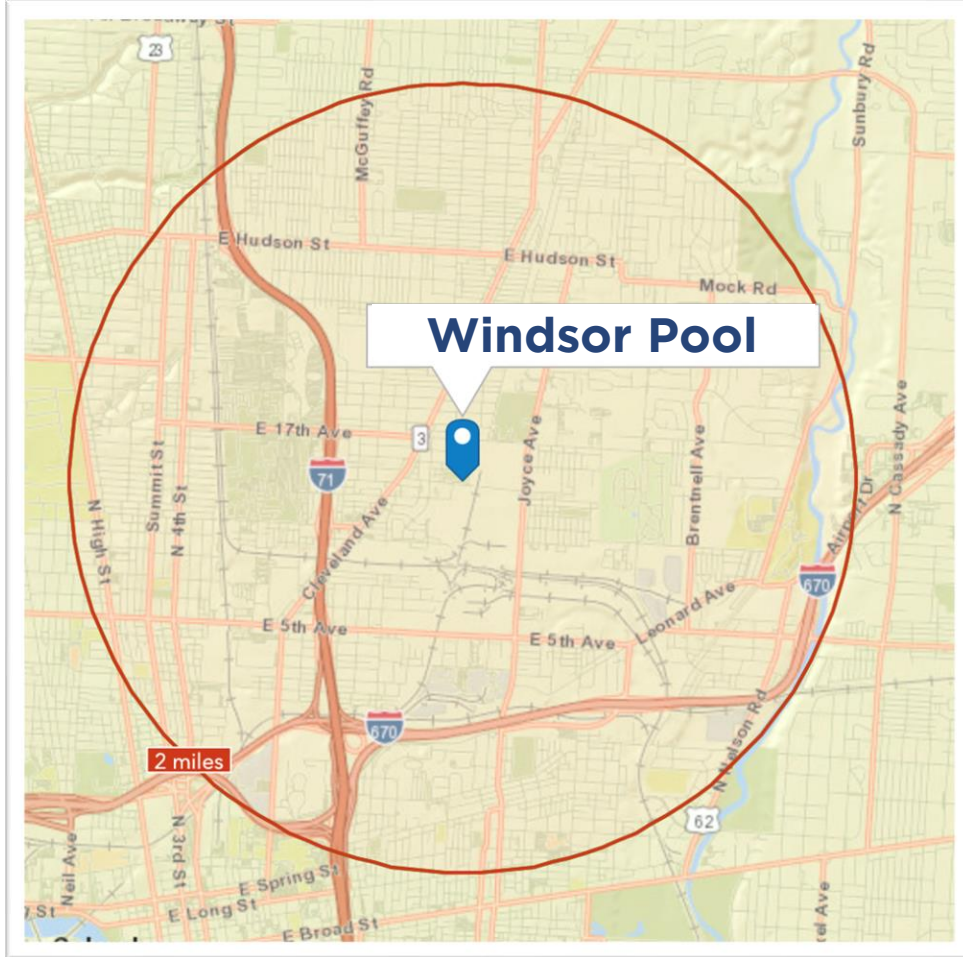 23
McGuffey Rd
Sunbury Rd
E Hudson St
E Hudson St
Mock Rd
Windsor Pool
E 17th Ave
3
71
Joyce Ave
Brentnell Ave
N Cassady Ave
Summit St
N 4th St
N High St
Cleveland Ave
Airport Dr
670
E 5th Ave
E 5th Ave
Leonard Ave
670
2 miles
N Nelson Rd
62
N 3rd St
Neil Ave
E Spring St
E Long St
E Broad St
St
Ave